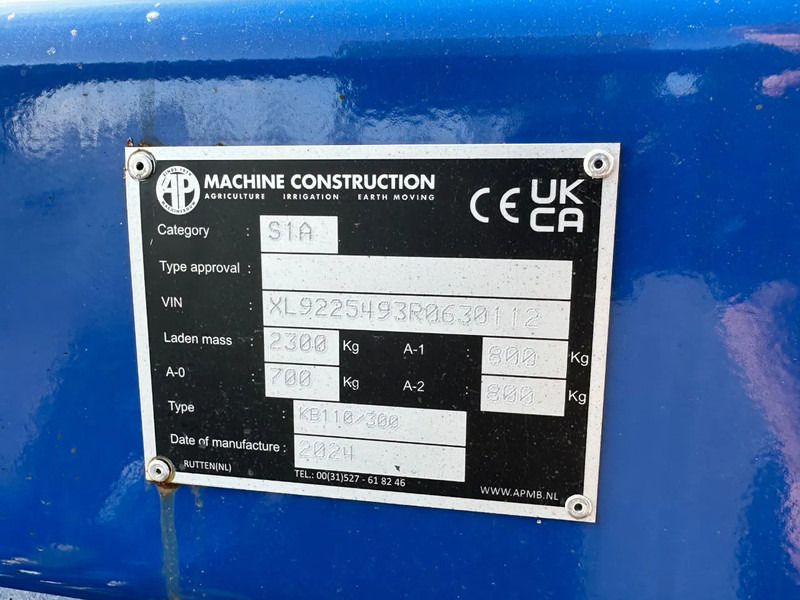 AP MACHINE CONSTRUCTION
AGRICULTURE IRRIGATION EARTH MOVING
CE UK CA
Category : S1A
Type approval :
VIN : XL9225493R0630112
Laden mass : 2300 Kg A-1 : 800 Kg
A-0 : 700 Kg A-2 : 800 Kg
Type : KB110/300
Date of manufacture : 2024
RUTTEN(NL) TEL.: 00(31)527 - 61 82 46 WWW.APMB.NL